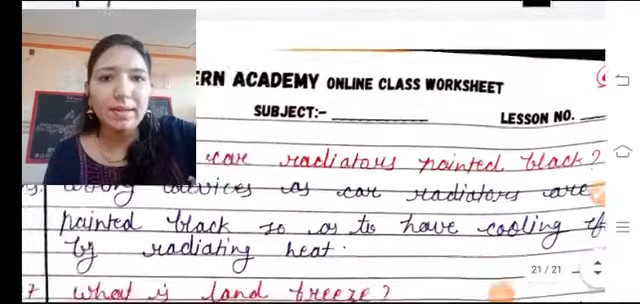 ERN ACADEMY ONLINE CLASS WORKSHEET
SUBJECT:- LESSON NO.
car radiators painted black?
devices as car radiators are
painted black so as to have cooling
by radiating heat.
21 / 21
7 What is land breeze?